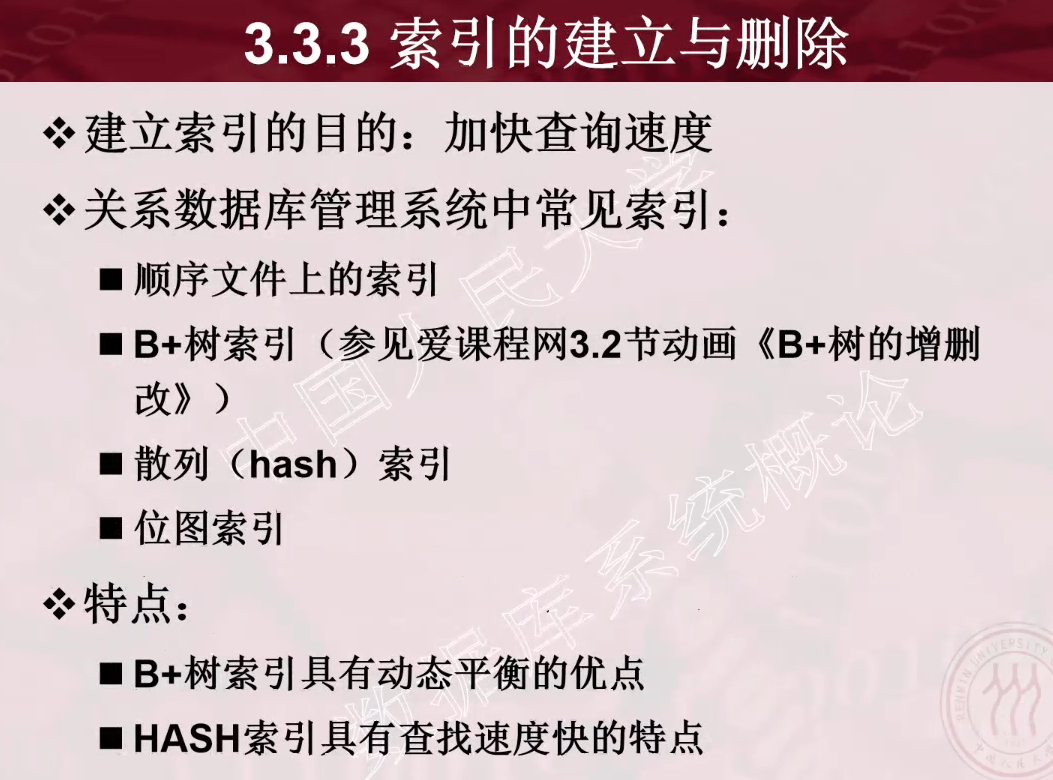 3.3.3 索引的建立与删除
❖建立索引的目的：加快查询速度
❖关系数据库管理系统中常见索引：
■ 顺序文件上的索引
■ B+树索引（参见爱课程网3.2节动画《B+树的增删
改》）
■ 散列（hash）索引
■ 位图索引
❖特点：
■ B+树索引具有动态平衡的优点
■ HASH索引具有查找速度快的特点
中国人民大学
数据库系统概论
RENMIN UNIVERSITY